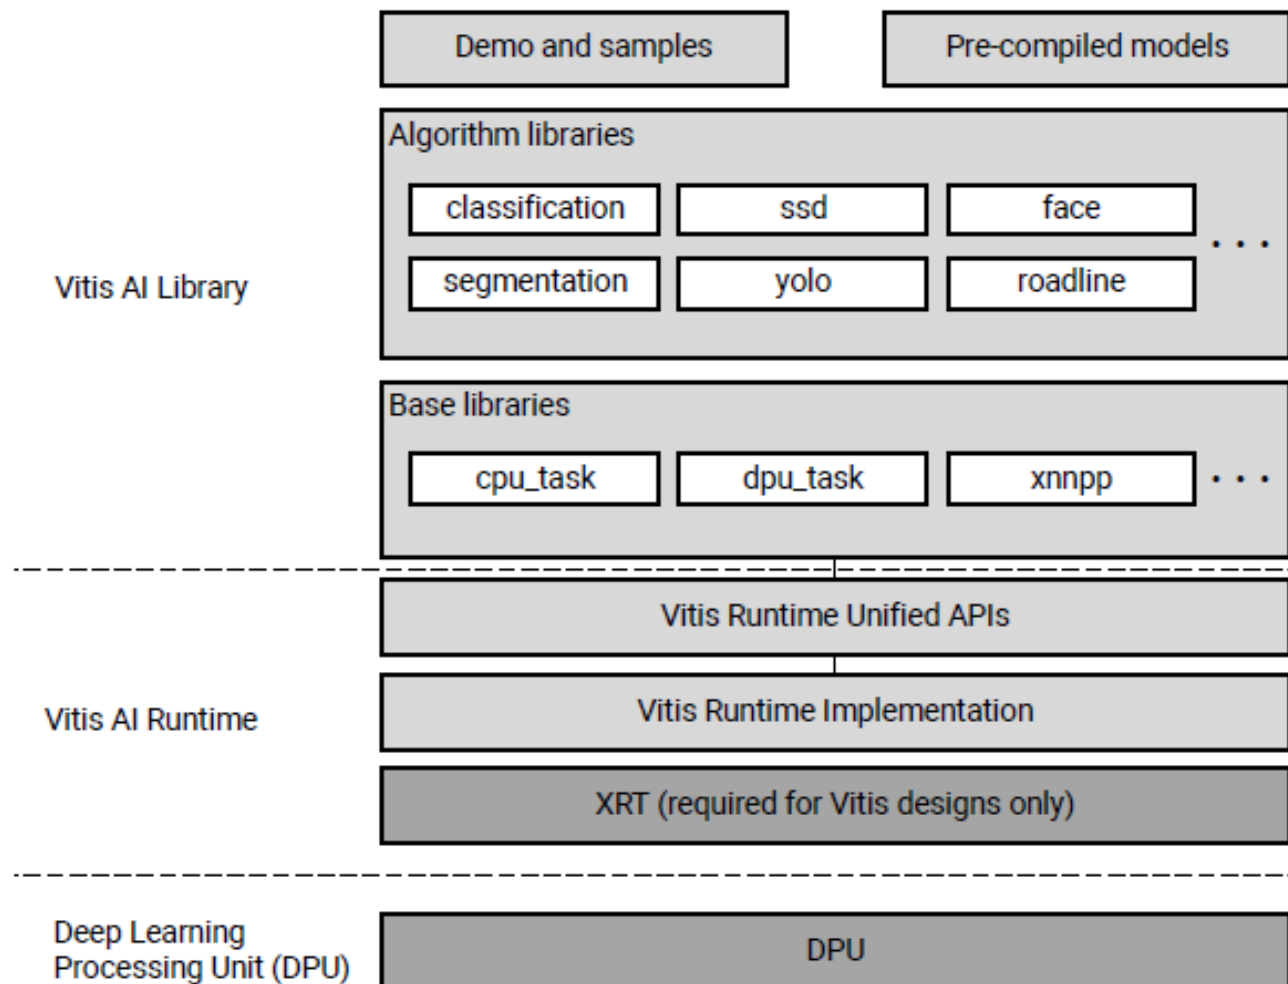 Demo and samples
Pre-compiled models
Algorithm libraries
classification
ssd
face
. . .
Vitis AI Library
segmentation
yolo
roadline
Base libraries
cpu_task
dpu_task
xnnpp
. . .
Vitis Runtime Unified APIs
Vitis AI Runtime
Vitis Runtime Implementation
XRT (required for Vitis designs only)
Deep Learning
Processing Unit (DPU)
DPU